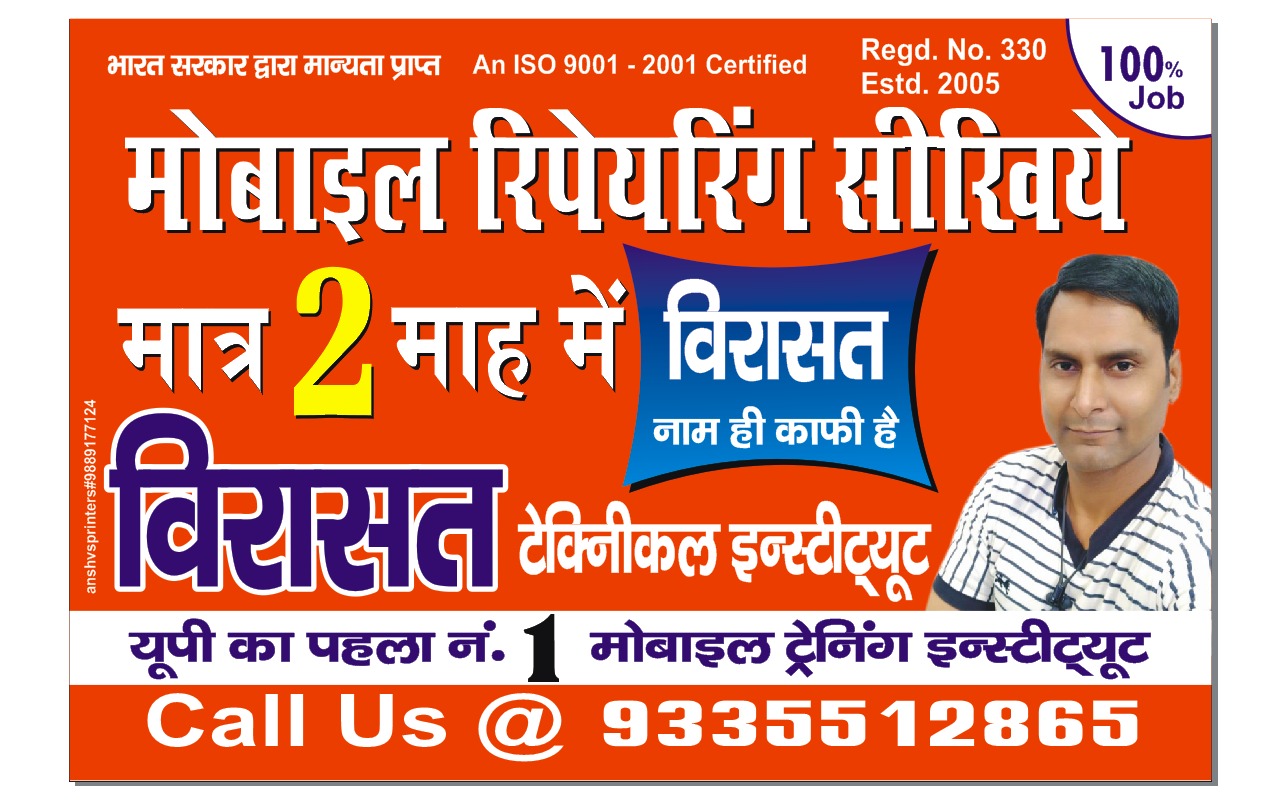 भारत सरकार द्वारा मान्यता प्राप्त An ISO 9001 - 2001 Certified
Regd. No. 330
Estd. 2005
100%
Job
मोबाइल रिपेयरिंग सीखिये
मात्र 2 माह में
विरासत
नाम ही काफी है
विरासत टेक्निकल इन्स्टीट्यूट
यूपी का पहला नं. 1 मोबाइल ट्रेनिंग इन्स्टीट्यूट
Call Us @ 9335512865
anshvsprinters#9889177124